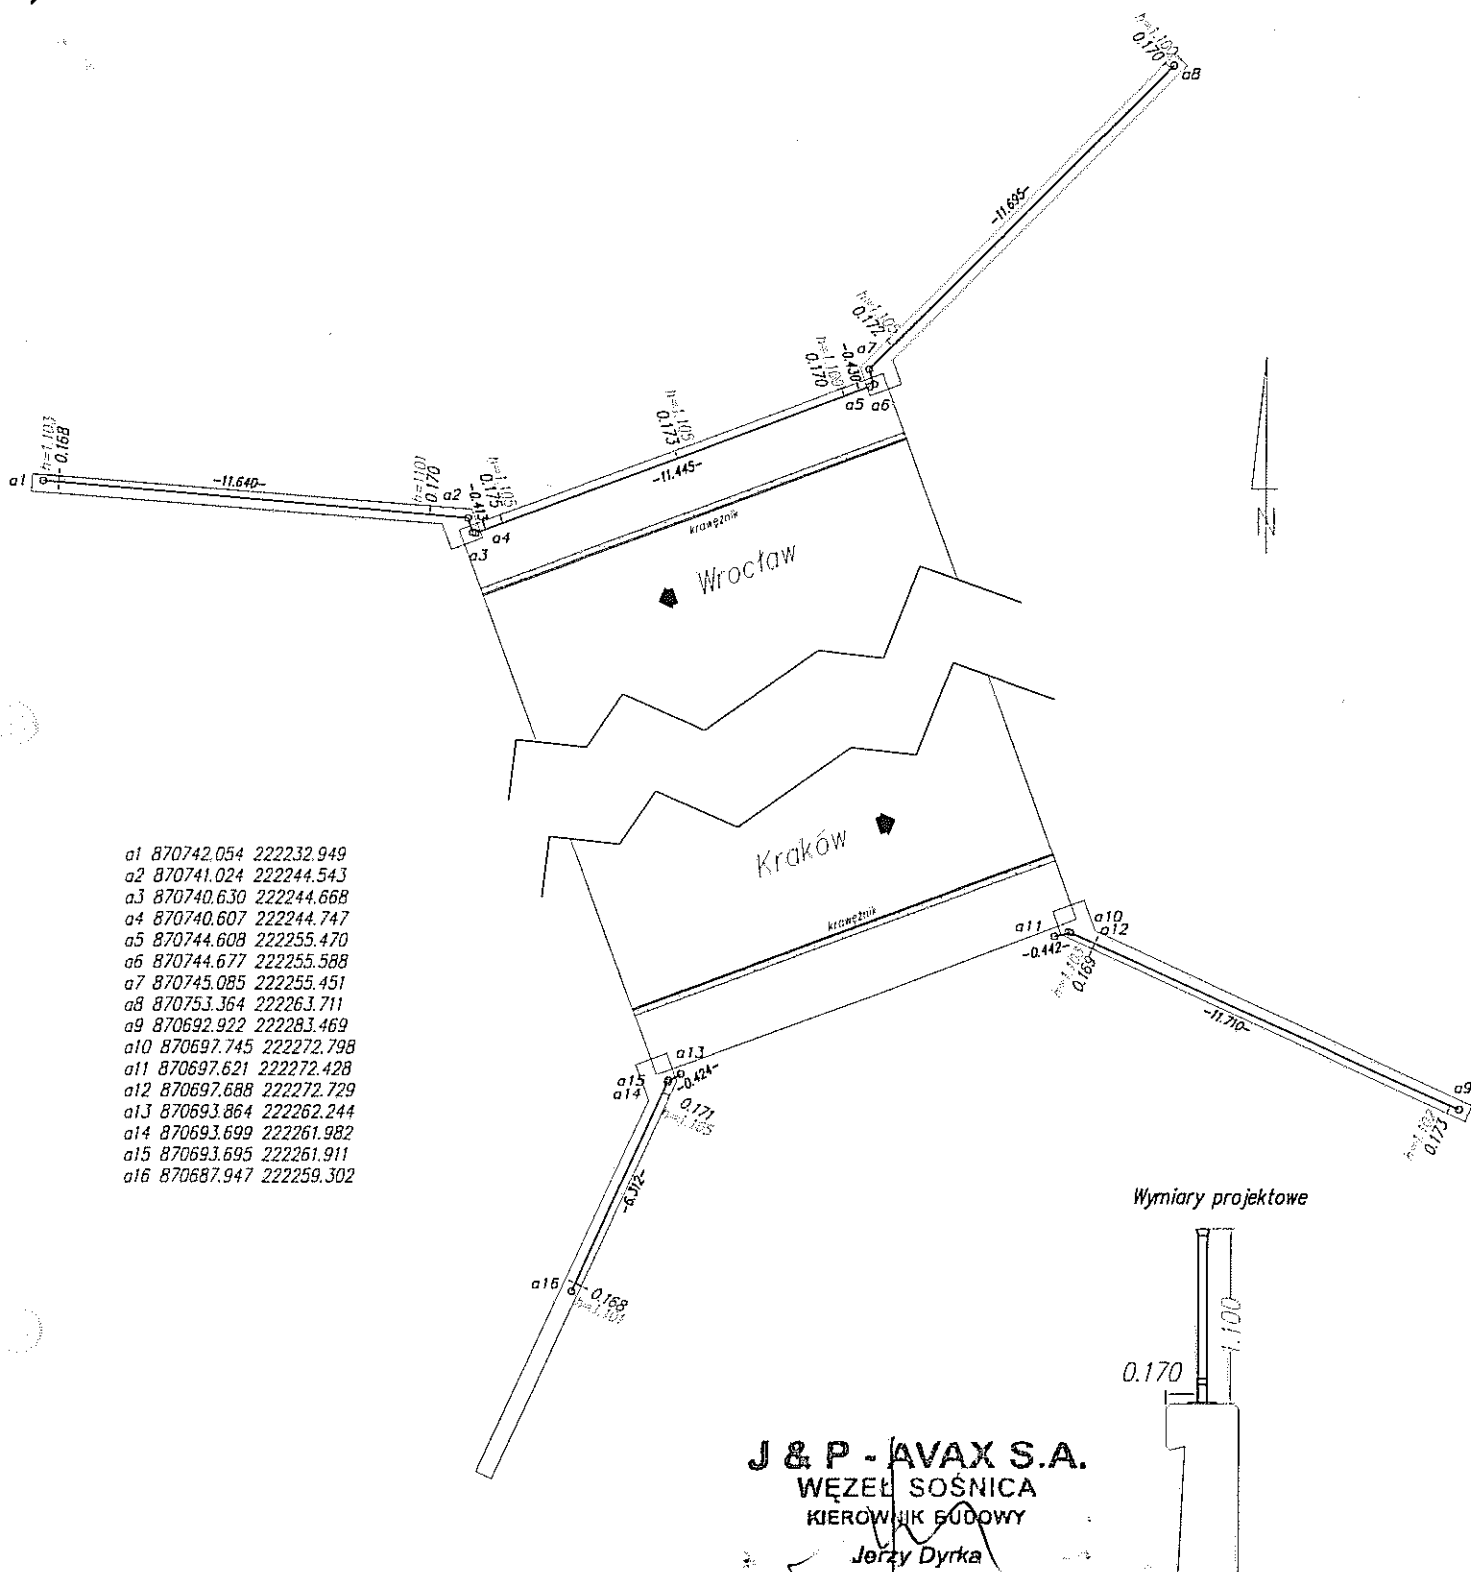 h=1.100
0.170
a8
-11.695-
h=1.105
0.172
a7
-0.430-
h=1.100
0.170
a5 a6
h=1.105
0.173
-11.445-
h=1.103
0.168
a1
-11.640-
h=1.101
0.170
a2
h=1.105
0.175
a4
a3
krawężnik
Wrocław
N
Kraków
krawężnik
a1 870742.054 222232.949
a2 870741.024 222244.543
a3 870740.630 222244.668
a4 870740.607 222244.747
a5 870744.608 222255.470
a6 870744.677 222255.588
a7 870745.085 222255.451
a8 870753.364 222263.711
a9 870692.922 222283.469
a10 870697.745 222272.798
a11 870697.621 222272.428
a12 870697.688 222272.729
a13 870693.864 222262.244
a14 870693.699 222261.982
a15 870693.695 222261.911
a16 870687.947 222259.302
a11
a10
a12
-0.442-
h=1.103
0.169
-11.710-
a9
h=1.102
0.173
a13
-0.424-
a15
a14
0.171
h=1.105
-6.312-
a16
0.168
h=1.101
Wymiary projektowe
1.100
0.170
J & P - AVAX S.A.
WĘZEŁ SOŚNICA
KIEROWNIK BUDOWY
Jerzy Dyrka